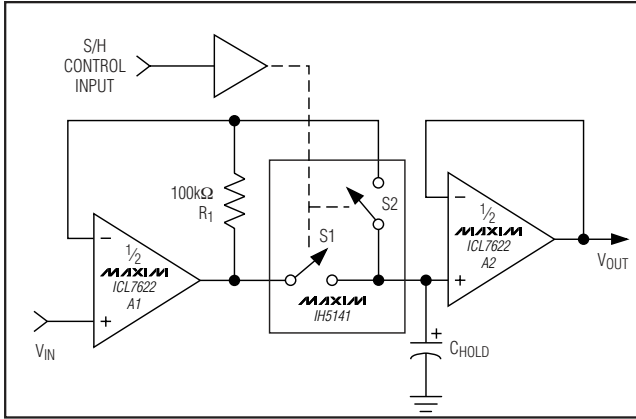 S/H
CONTROL
INPUT
100kΩ
R1
S2
S1
½
MAXIM
ICL7622
A1
½
MAXIM
ICL7622
A2
MAXIM
IH5141
VIN
VOUT
CHOLD
−
+
−
+
+